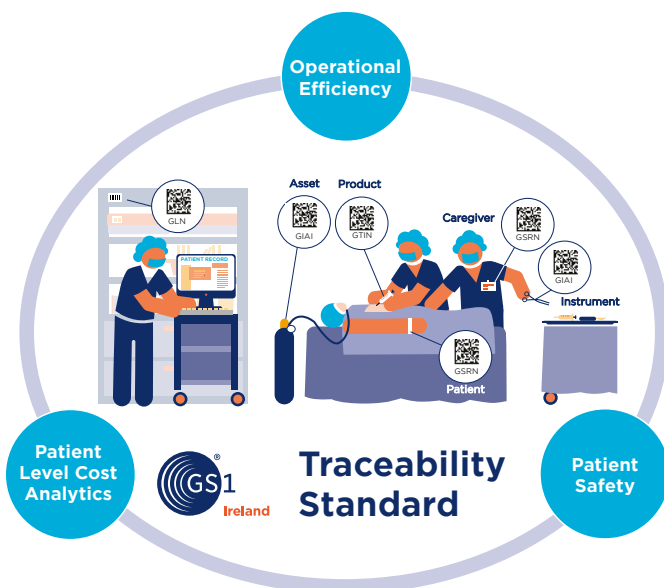 Operational
Efficiency
Asset
Product
GLN
GIAI
GTIN
Caregiver
GSRN
GIAI
PATIENT RECORD
Instrument
GSRN
Patient
Patient
Level Cost
Analytics
GS1
®
Ireland
Traceability
Standard
Patient
Safety